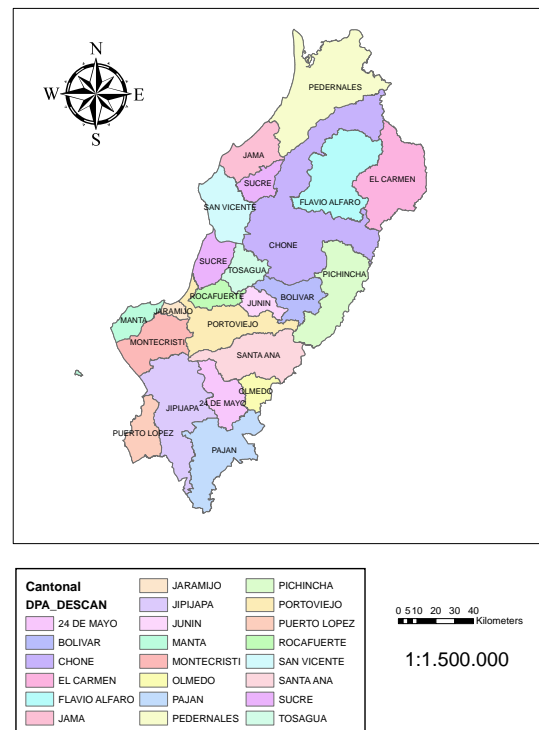 N
W E
S
PEDERNALES
JAMA
EL CARMEN
SUCRE
FLAVIO ALFARO
SAN VICENTE
CHONE
SUCRE
TOSAGUA
PICHINCHA
ROCAFUERTE
BOLIVAR
JUNIN
JARAMIJO
MANTA
PORTOVIEJO
MONTECRISTI
SANTA ANA
OLMEDO
24 DE MAYO
JIPIJAPA
PUERTO LOPEZ
PAJAN
Cantonal
DPA_DESCAN
24 DE MAYO
BOLIVAR
CHONE
EL CARMEN
FLAVIO ALFARO
JAMA
JARAMIJO
JIPIJAPA
JUNIN
MANTA
MONTECRISTI
OLMEDO
PAJAN
PEDERNALES
PICHINCHA
PORTOVIEJO
PUERTO LOPEZ
ROCAFUERTE
SAN VICENTE
SANTA ANA
SUCRE
TOSAGUA
0 5 10 20 30 40
Kilometers
1:1.500.000